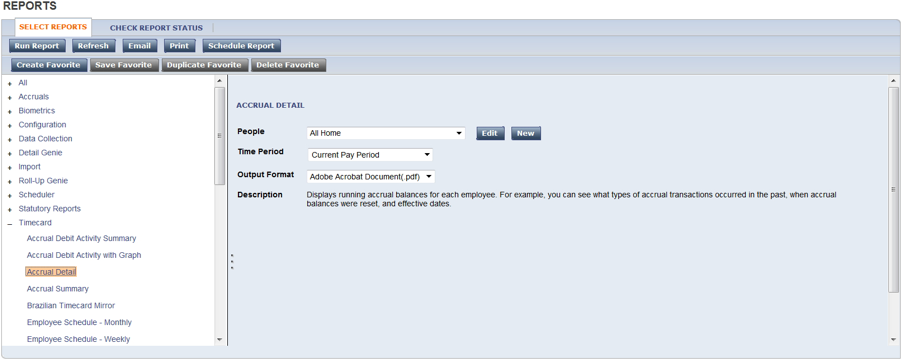 REPORTS
SELECT REPORTS CHECK REPORT STATUS
Run Report Refresh Email Print Schedule Report
Create Favorite Save Favorite Duplicate Favorite Delete Favorite
All
Accruals
Biometrics
Configuration
Data Collection
Detail Genie
Import
Roll-Up Genie
Scheduler
Statutory Reports
Timecard
Accrual Debit Activity Summary
Accrual Debit Activity with Graph
Accrual Detail
Accrual Summary
Brazilian Timecard Mirror
Employee Schedule - Monthly
Employee Schedule - Weekly
ACCRUAL DETAIL
People All Home Edit New
Time Period Current Pay Period
Output Format Adobe Acrobat Document(.pdf)
Description Displays running accrual balances for each employee. For example, you can see what types of accrual transactions occurred in the past, when accrual
balances were reset, and effective dates.